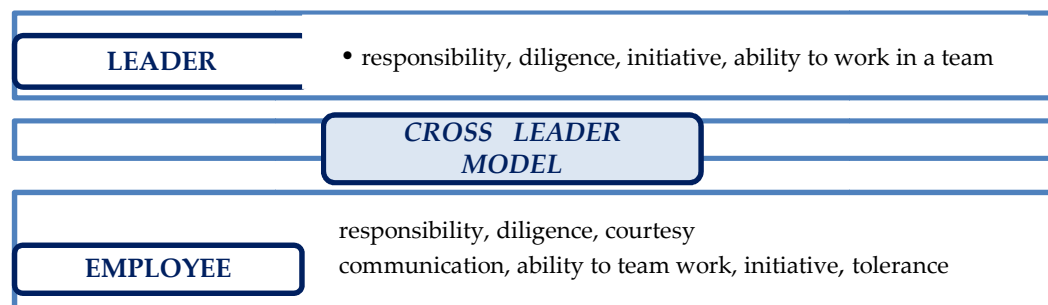 LEADER
• responsibility, diligence, initiative, ability to work in a team
CROSS LEADER
MODEL
responsibility, diligence, courtesy
communication, ability to team work, initiative, tolerance
EMPLOYEE